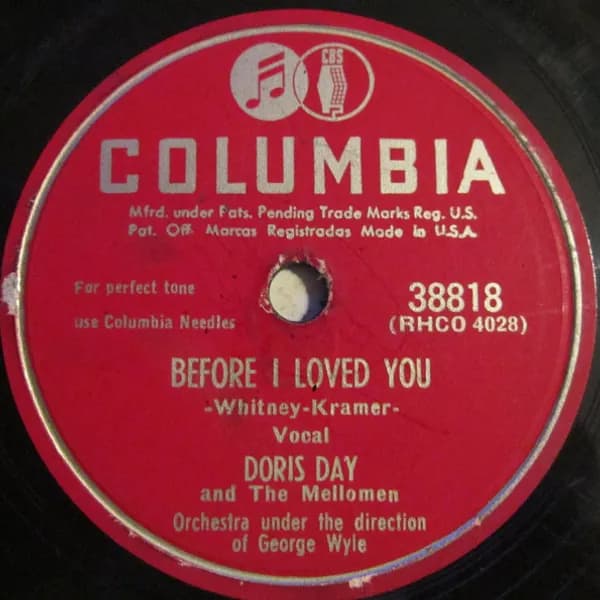 CBS
COLUMBIA
Mfrd. under Pats. Pending Trade Marks Reg. U.S.
Pat. Off. Marcas Registradas Made in U.S.A.
For perfect tone
use Columbia Needles
38818
(RHCO 4028)
BEFORE I LOVED YOU
-Whitney-Kramer-
Vocal
DORIS DAY
and The Mellomen
Orchestra under the direction
of George Wyle